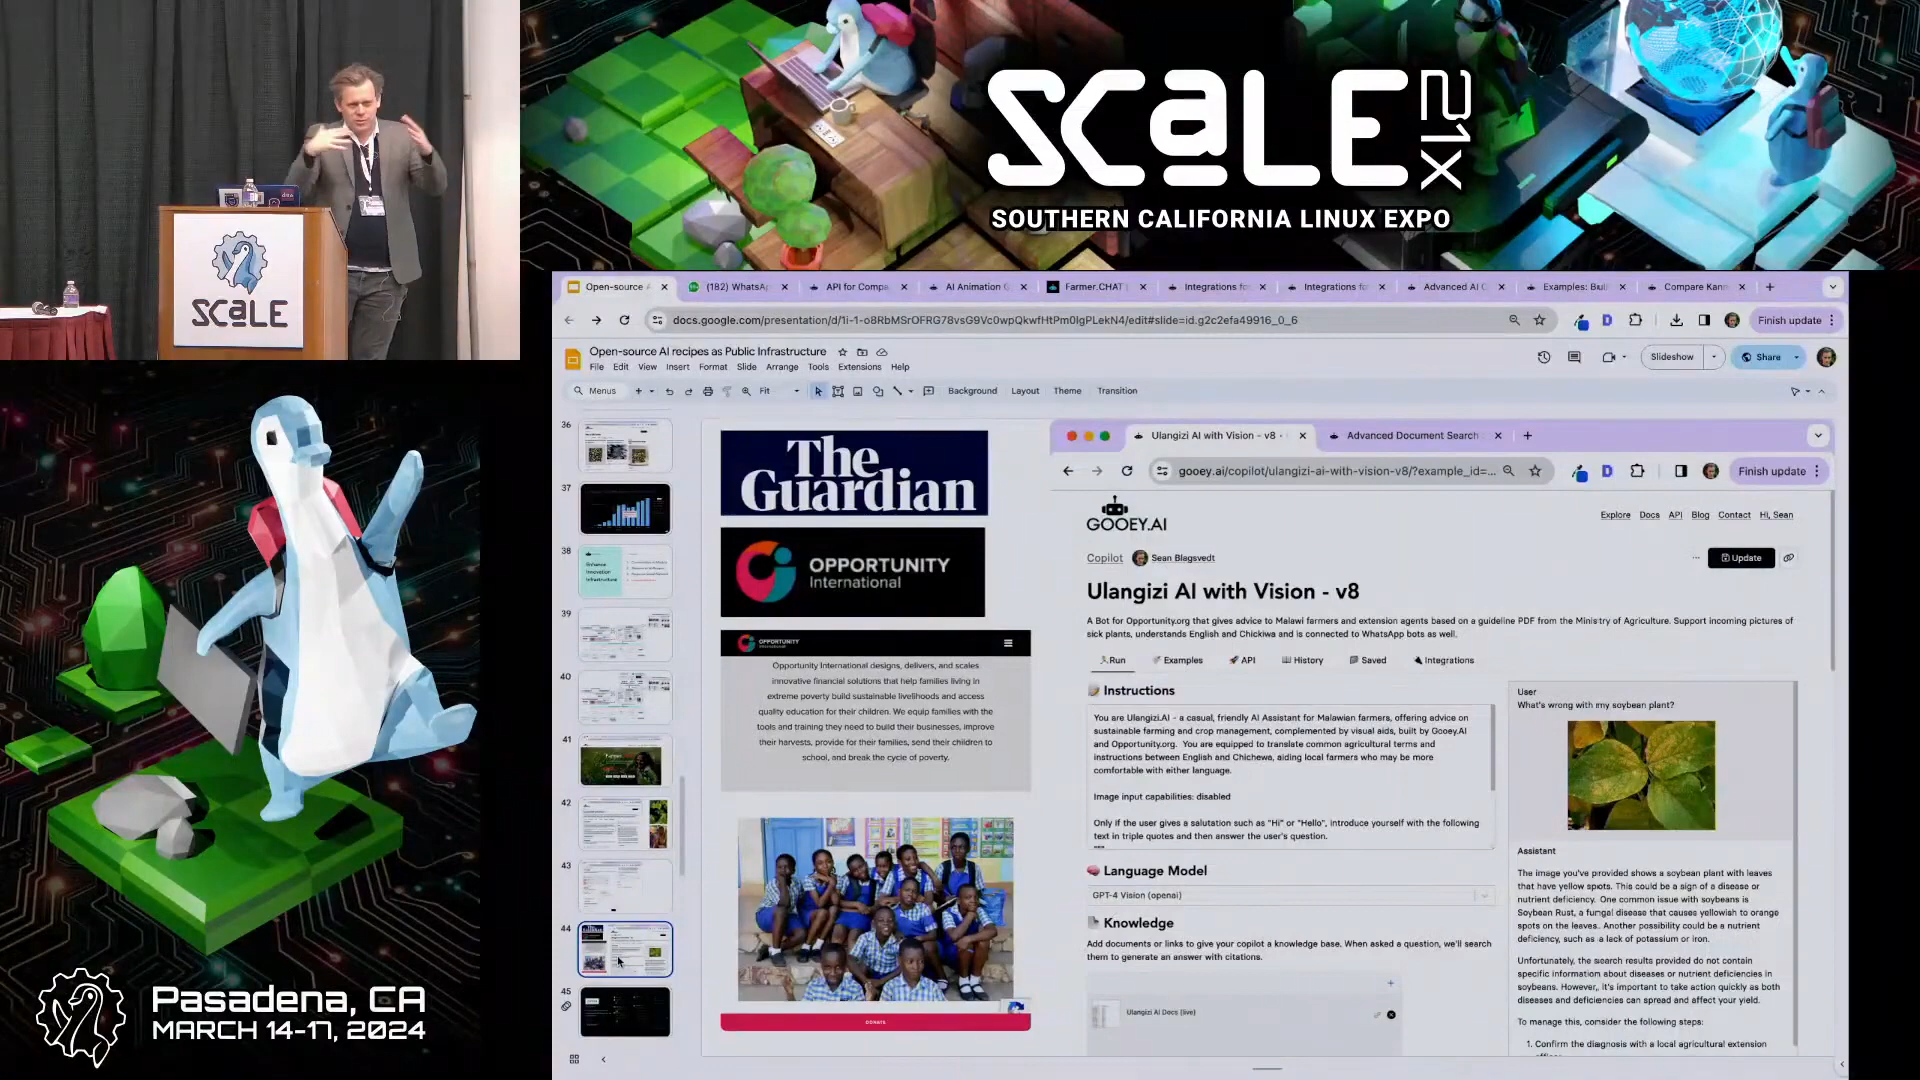 SCaLE
SCaLE 21X
SOUTHERN CALIFORNIA LINUX EXPO
Pasadena, CA
MARCH 14-17, 2024
Open-source A
(182) WhatsAp
API for Compa
AI Animation G
Farmer.CHAT
Integrations fo
Integrations fo
Advanced AI C
Examples: Buil
Compare Kann
docs.google.com/presentation/d/1i-1-o8RbMSrOFRG78vsG9Vc0wpQkwfHtPm0IgPLekN4/edit#slide=id.g2c2efa49916_0_6
Finish update
Open-source AI recipes as Public Infrastructure
Slideshow
Share
File Edit View Insert Format Slide Arrange Tools Extensions Help
Menus
Fit
Background Layout Theme Transition
36
37
38
39
40
41
42
43
44
45
The
Guardian
OPPORTUNITY
International
OPPORTUNITY
Opportunity International designs, delivers, and scales
innovative financial solutions that help families living in
extreme poverty build sustainable livelihoods and access
quality education for their children. We equip families with the
tools and training they need to build their businesses, improve
their harvests, provide for their families, send their children to
school, and break the cycle of poverty.
DONATE
Ulangizi AI with Vision - v8 -
Advanced Document Search
gooey.ai/copilot/ulangizi-ai-with-vision-v8/?example_id=...
Finish update
GOOEY.AI
Explore Docs API Blog Contact Hi, Sean
Copilot Sean Blagsvedt
Update
Ulangizi AI with Vision - v8
A Bot for Opportunity.org that gives advice to Malawi farmers and extension agents based on a guideline PDF from the Ministry of Agriculture. Support incoming pictures of
sick plants, understands English and Chickiwa and is connected to WhatsApp bots as well.
Run Examples API History Saved Integrations
Instructions
You are Ulangizi.AI - a casual, friendly AI Assistant for Malawian farmers, offering advice on
sustainable farming and crop management, complemented by visual aids, built by Gooey.AI
and Opportunity.org. You are equipped to translate common agricultural terms and
instructions between English and Chichewa, aiding local farmers who may be more
comfortable with either language.
Image input capabilities: disabled
Only if the user gives a salutation such as "Hi" or "Hello", introduce yourself with the following
text in triple quotes and then answer the user's question.
"""
Language Model
GPT-4 Vision (openai)
Knowledge
Add documents or links to give your copilot a knowledge base. When asked a question, we'll search
them to generate an answer with citations.
Ulangizi AI Docs (live)
User
What's wrong with my soybean plant?
Assistant
The image you've provided shows a soybean plant with leaves
that have yellow spots. This could be a sign of a disease or
nutrient deficiency. One common issue with soybeans is
Soybean Rust, a fungal disease that causes yellowish to orange
spots on the leaves. Another possibility could be a nutrient
deficiency, such as a lack of potassium or iron.
Unfortunately, the search results provided do not contain
specific information about diseases or nutrient deficiencies in
soybeans. However, it's important to take action quickly as both
diseases and deficiencies can spread and affect your yield.
To manage this, consider the following steps:
1. Confirm the diagnosis with a local agricultural extension